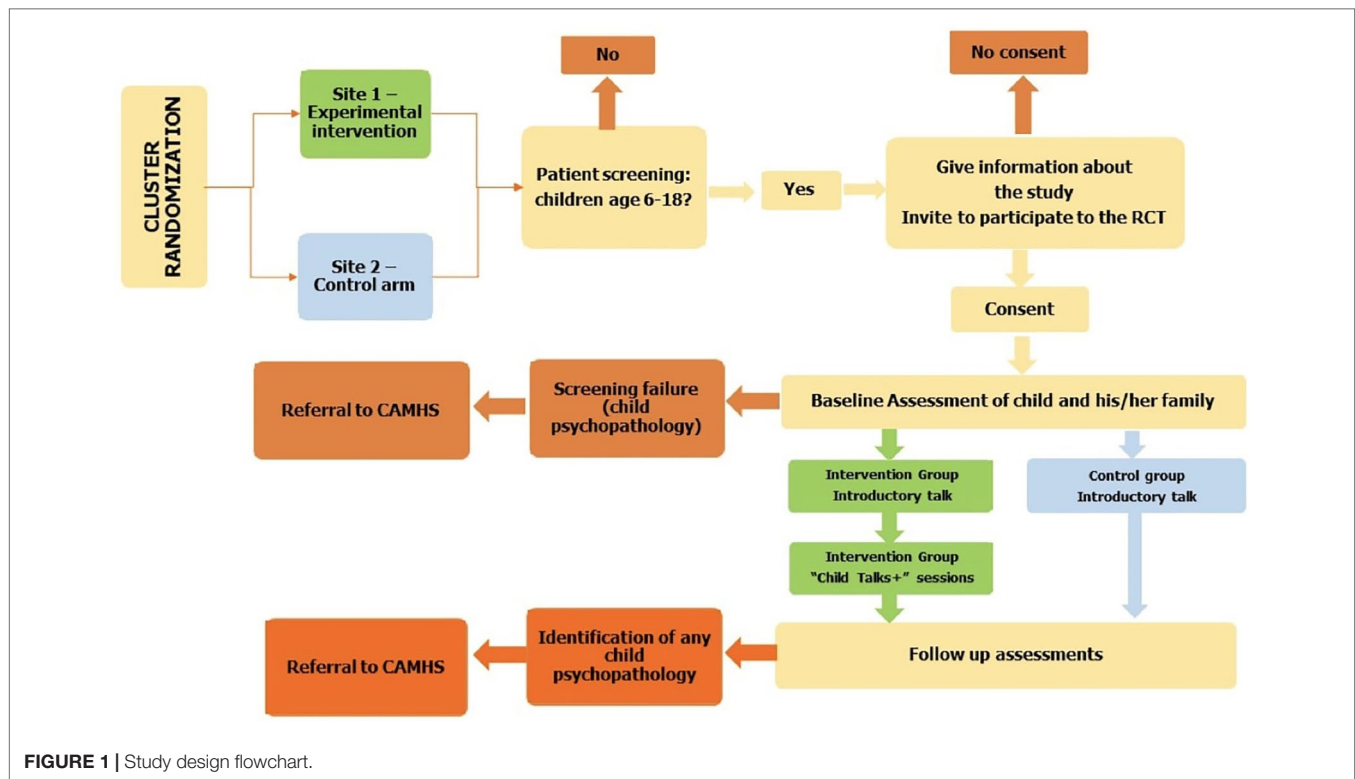 CLUSTER
RANDOMIZATION
Site 1 –
Experimental
intervention
Site 2 –
Control arm
No
Patient screening:
children age 6-18?
Yes
No consent
Give information about
the study
Invite to participate to the RCT
Consent
Baseline Assessment of child and his/her family
Screening failure
(child
psychopathology)
Referral to CAMHS
Intervention Group
Introductory talk
Control group
Introductory talk
Intervention Group
"Child Talks+" sessions
Follow up assessments
Identification of any
child
psychopathology
Referral to CAMHS
FIGURE 1 | Study design flowchart.